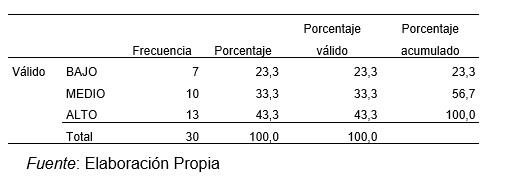 Frecuencia Porcentaje Porcentaje válido Porcentaje acumulado
Válido BAJO 7 23,3 23,3 23,3
MEDIO 10 33,3 33,3 56,7
ALTO 13 43,3 43,3 100,0
Total 30 100,0 100,0
Fuente: Elaboración Propia